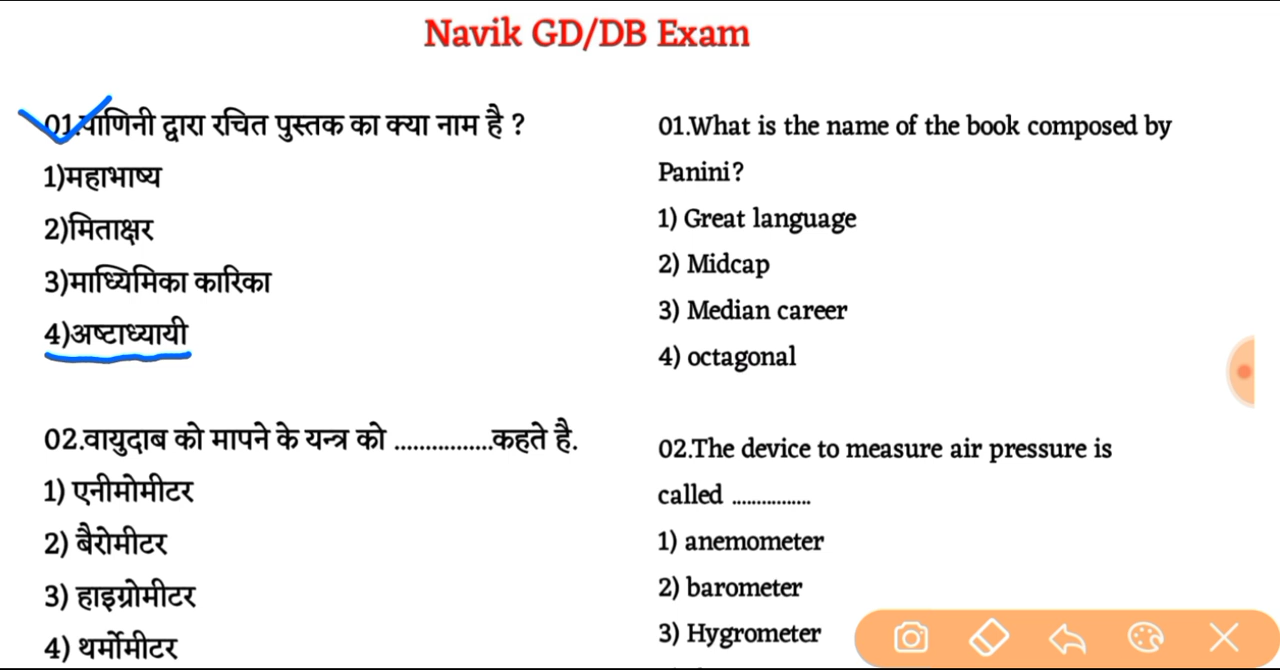 Navik GD/DB Exam
01.पाणिनी द्वारा रचित पुस्तक का क्या नाम है ?
1)महाभाष्य
2)मिताक्षर
3)माध्यिमिका कारिका
4)अष्टाध्यायी
02.वायुदाब को मापने के यन्त्र को ................कहते है.
1) एनीमोमीटर
2) बैरोमीटर
3) हाइग्रोमीटर
4) थर्मोमीटर
01.What is the name of the book composed by
Panini?
1) Great language
2) Midcap
3) Median career
4) octagonal
02.The device to measure air pressure is
called ................
1) anemometer
2) barometer
3) Hygrometer